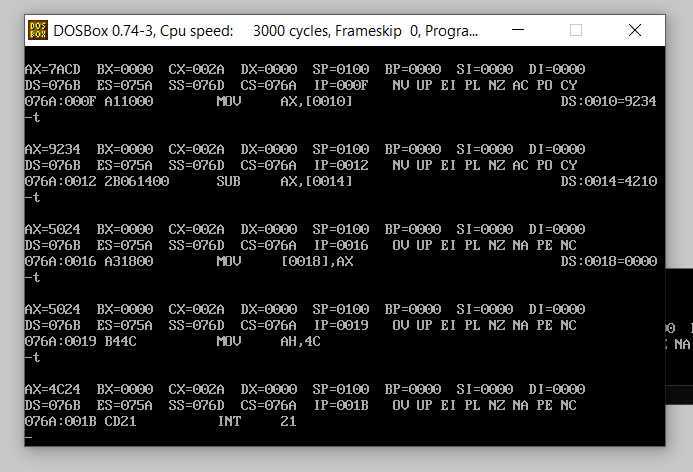 DOSBox 0.74-3, Cpu speed: 3000 cycles, Frameskip 0, Progra...
AX=7ACD BX=0000 CX=002A DX=0000 SP=0100 BP=0000 SI=0000 DI=0000
DS=076B ES=075A SS=076D CS=076A IP=000F NV UP EI PL NZ AC PO CY
076A:000F A11000 MOV AX,[0010] DS:0010=9234
-t
AX=9234 BX=0000 CX=002A DX=0000 SP=0100 BP=0000 SI=0000 DI=0000
DS=076B ES=075A SS=076D CS=076A IP=0012 NV UP EI PL NZ AC PO CY
076A:0012 2B061400 SUB AX,[0014] DS:0014=4210
-t
AX=5024 BX=0000 CX=002A DX=0000 SP=0100 BP=0000 SI=0000 DI=0000
DS=076B ES=075A SS=076D CS=076A IP=0016 OV UP EI PL NZ NA PE NC
076A:0016 A31800 MOV [0018],AX DS:0018=0000
-t
AX=5024 BX=0000 CX=002A DX=0000 SP=0100 BP=0000 SI=0000 DI=0000
DS=076B ES=075A SS=076D CS=076A IP=0019 OV UP EI PL NZ NA PE NC
076A:0019 B44C MOV AH,4C
-t
AX=4C24 BX=0000 CX=002A DX=0000 SP=0100 BP=0000 SI=0000 DI=0000
DS=076B ES=075A SS=076D CS=076A IP=001B OV UP EI PL NZ NA PE NC
076A:001B CD21 INT 21
-